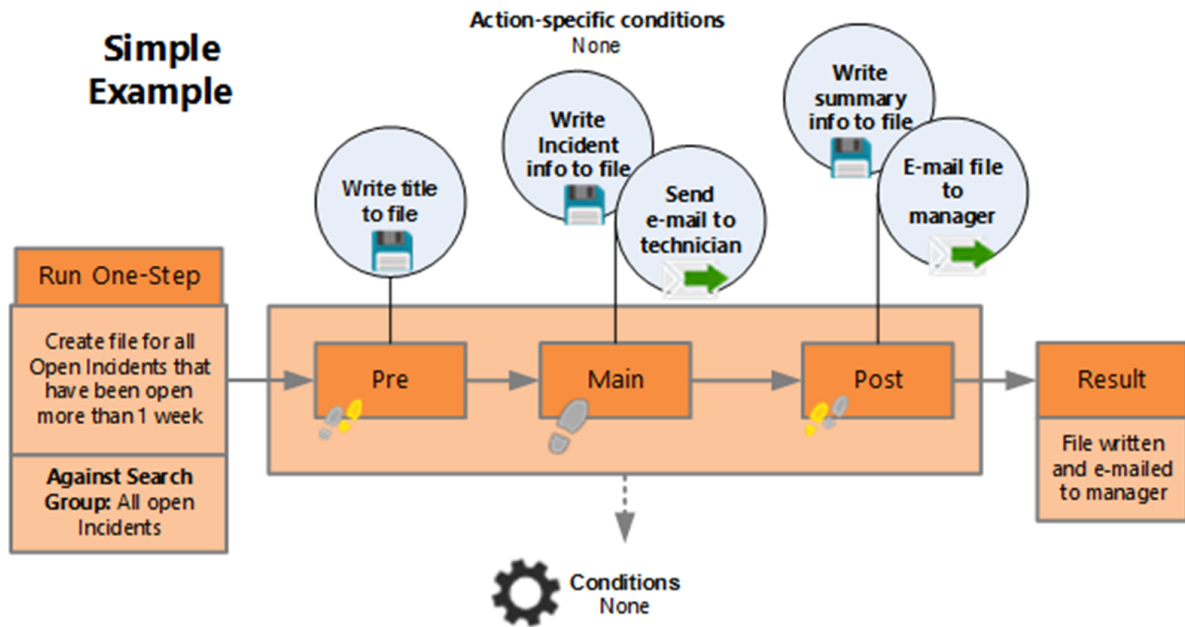 Simple
Example
Action-specific conditions
None
Write title
to file
Write
Incident
info to file
Send
e-mail to
technician
Write
summary
info to file
E-mail file
to
manager
Run One-Step
Create file for all
Open Incidents that
have been open
more than 1 week
Against Search
Group: All open
Incidents
Pre
Main
Post
Result
File written
and e-mailed
to manager
Conditions
None